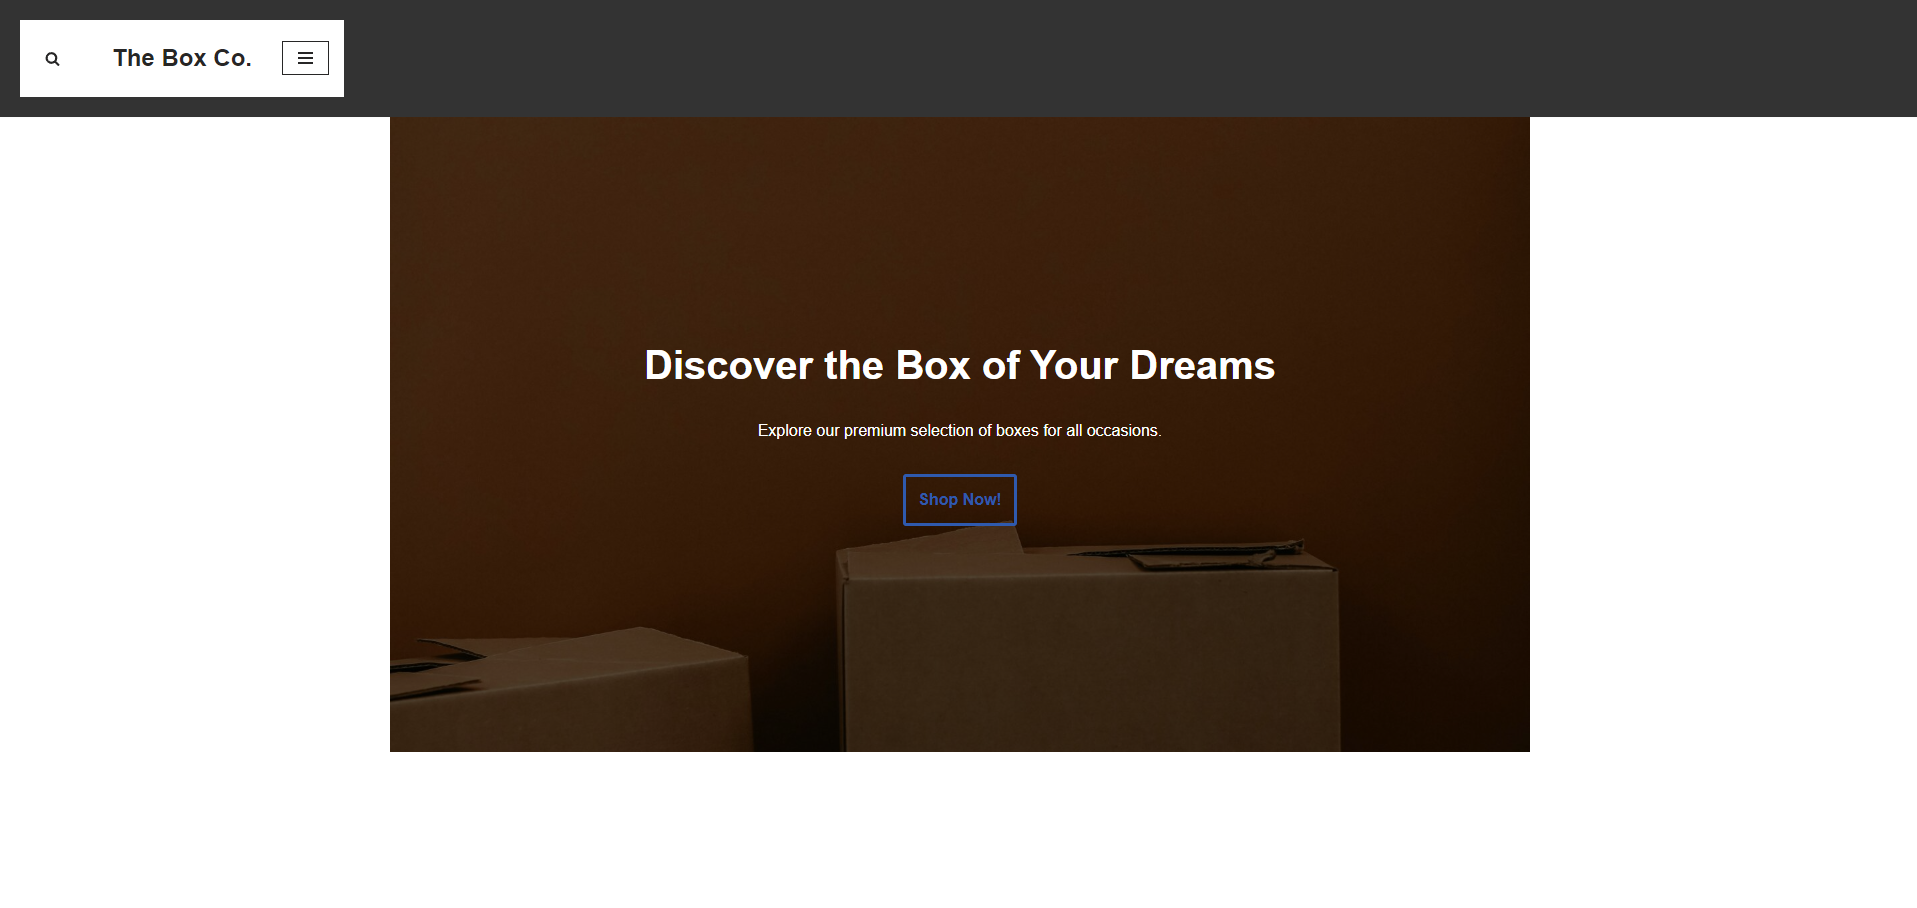 The Box Co.
Discover the Box of Your Dreams
Explore our premium selection of boxes for all occasions.
Shop Now!